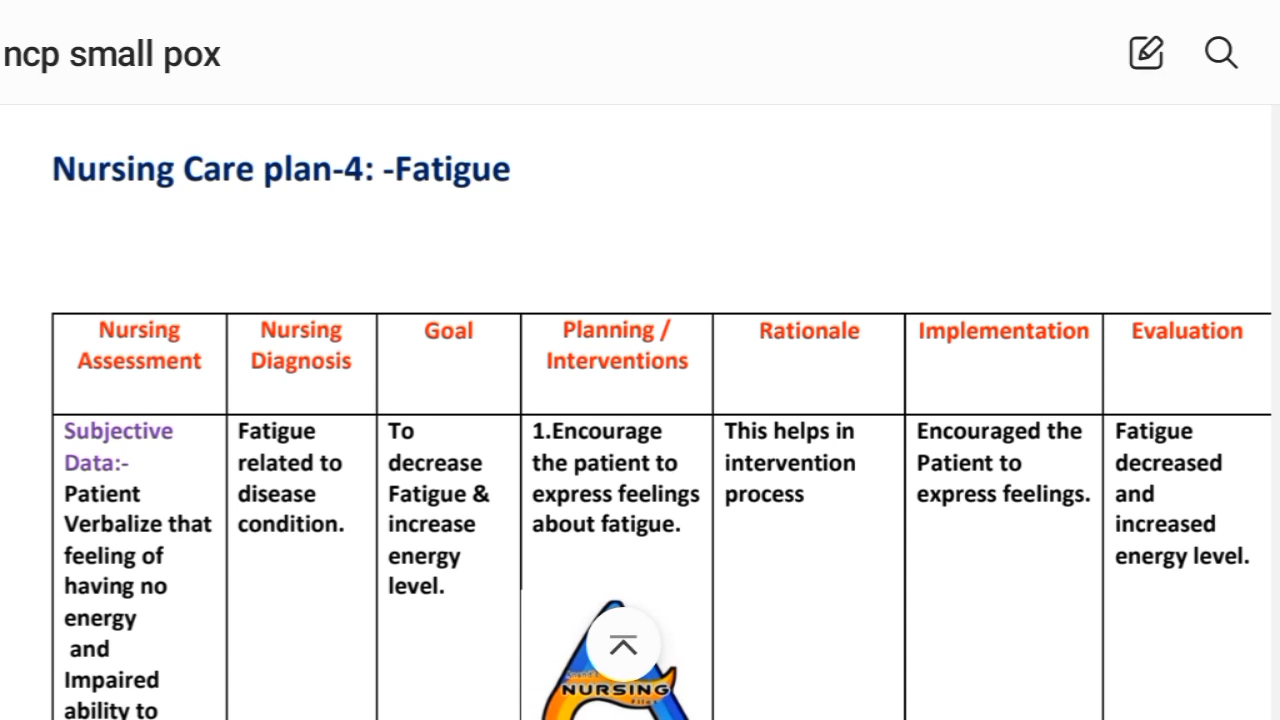 ncp small pox
Nursing Care plan-4: -Fatigue
Nursing
Assessment
Nursing
Diagnosis
Goal
Planning /
Interventions
Rationale
Implementation
Evaluation
Subjective
Data:-
Patient
Verbalize that
feeling of
having no
energy
and
Impaired
ability to
Fatigue
related to
disease
condition.
To
decrease
Fatigue &
increase
energy
level.
1.Encourage
the patient to
express feelings
about fatigue.
NURSING
Files
This helps in
intervention
process
Encouraged the
Patient to
express feelings.
Fatigue
decreased
and
increased
energy level.